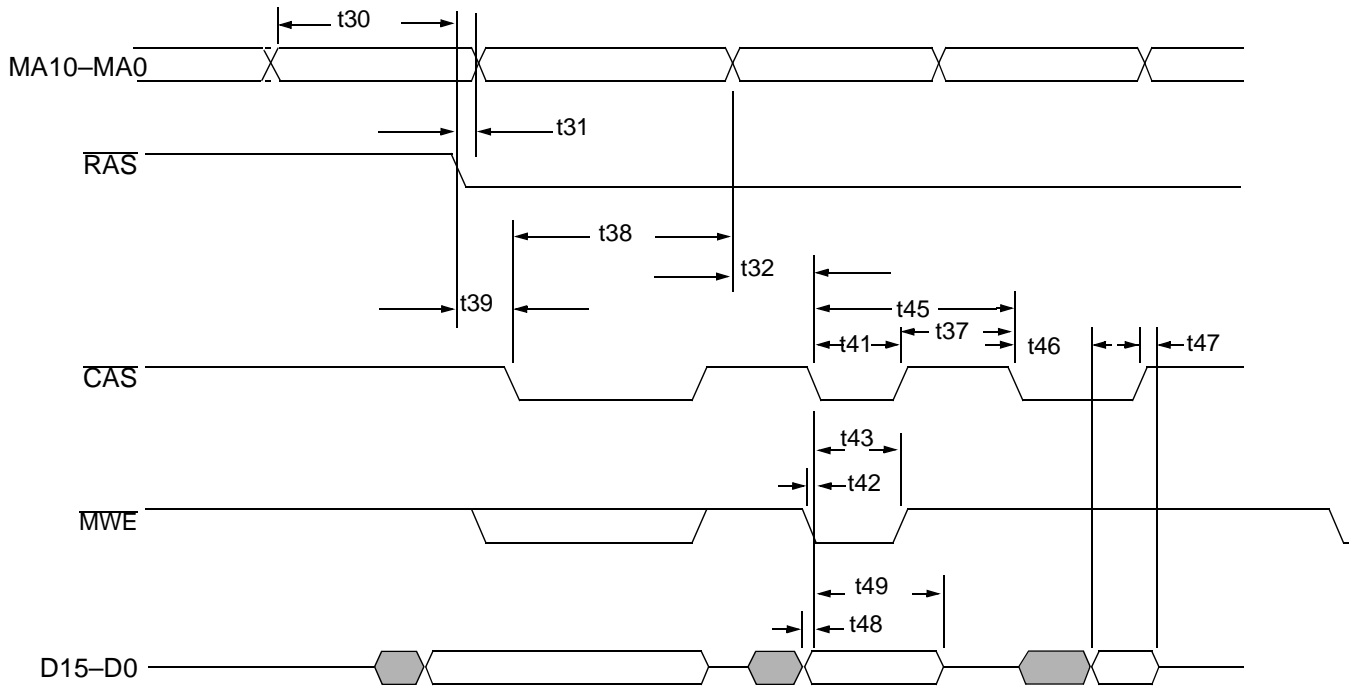 t30
MA10–MA0
t31
RAS
t38
t32
t39
t45
t37
t41
t46
t47
CAS
t43
t42
MWE
t49
t48
D15–D0